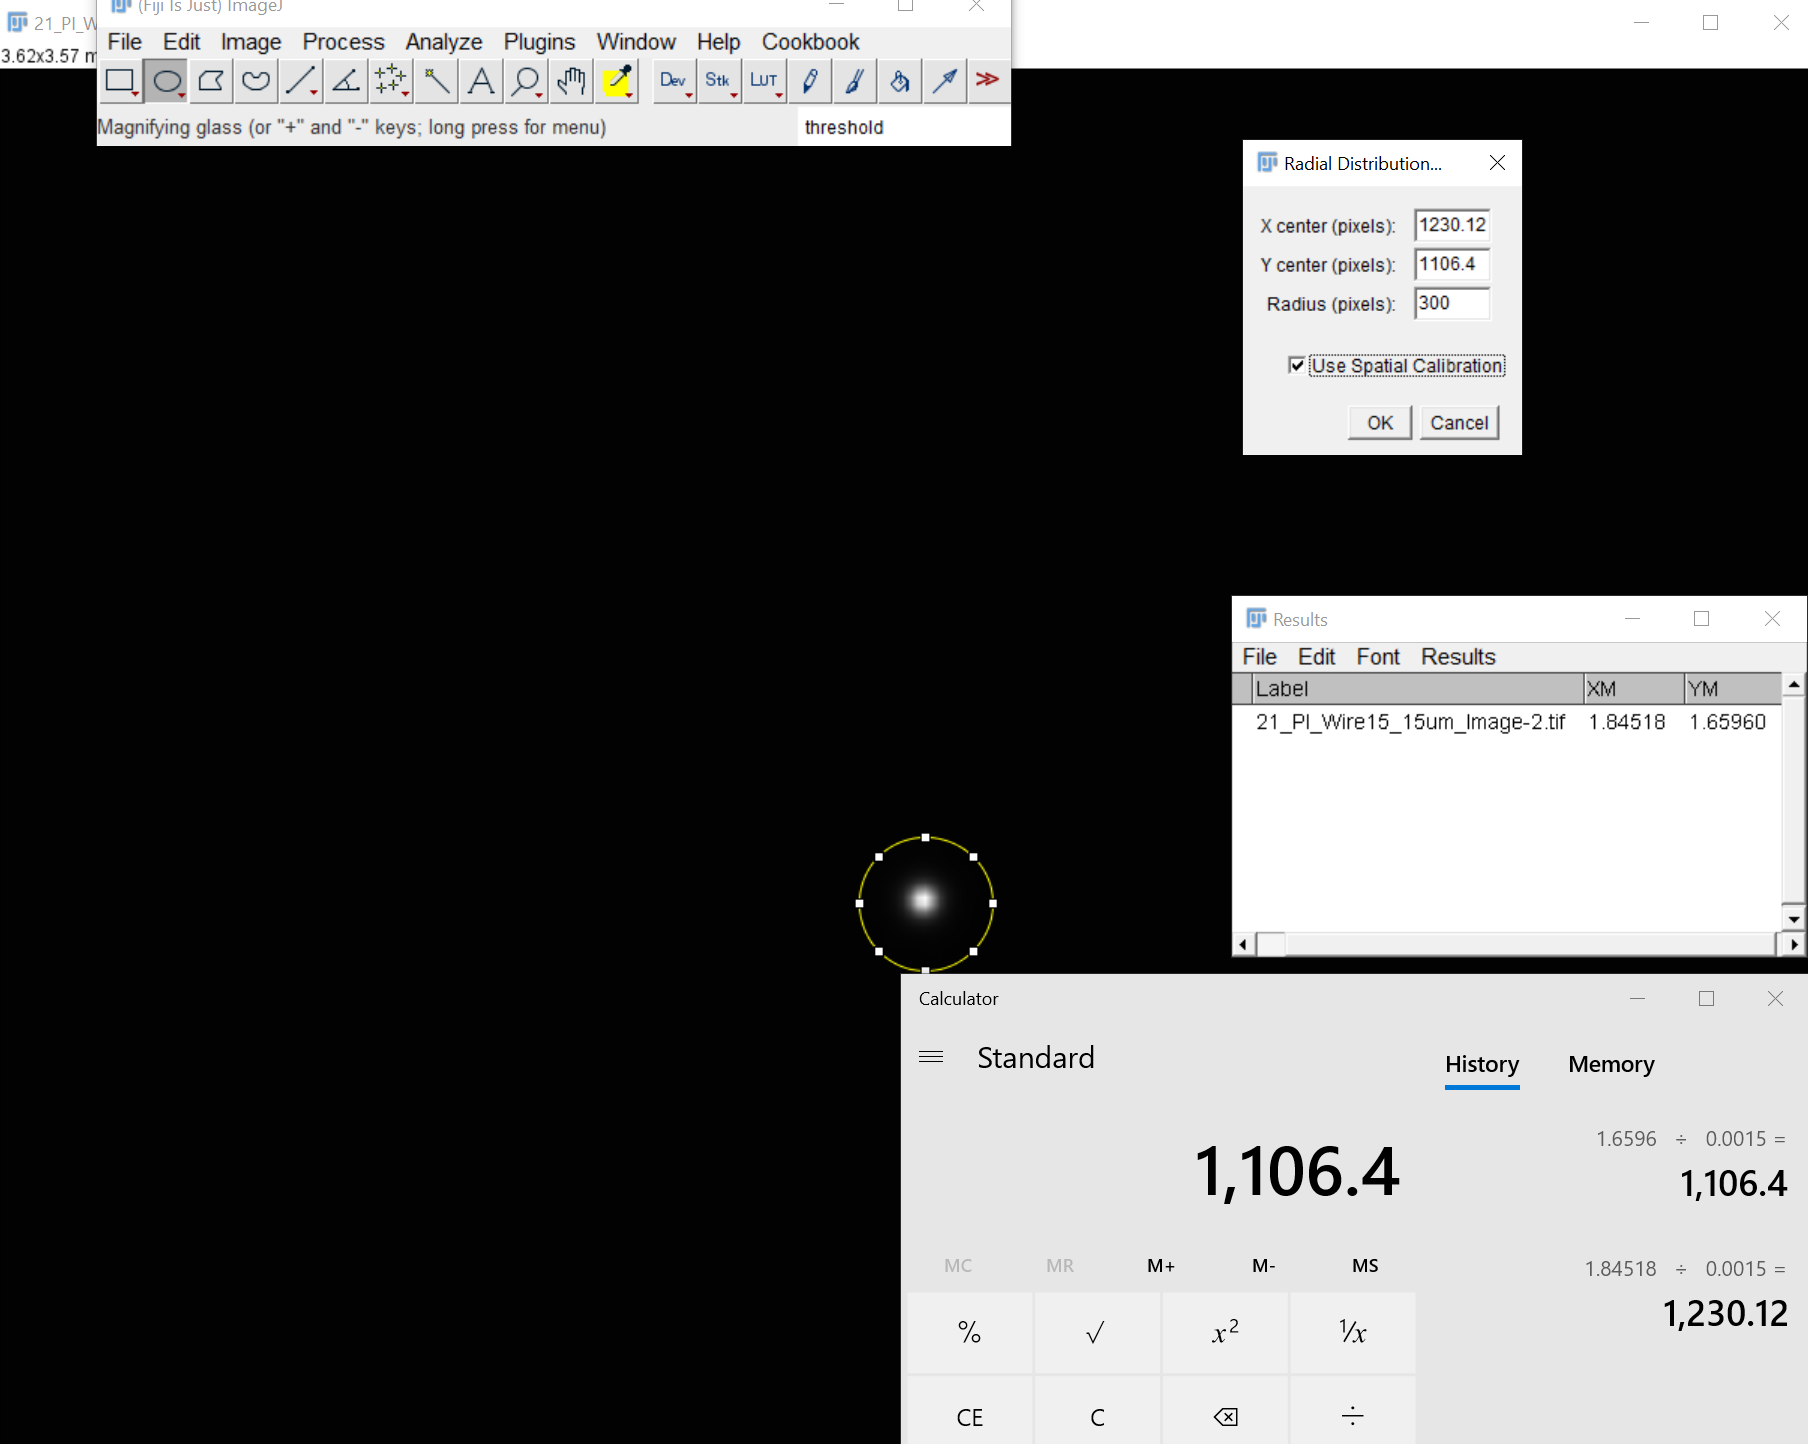 21_PI_W
(Fiji Is Just) ImageJ
3.62x3.57 m
File Edit Image Process Analyze Plugins Window Help Cookbook
Dev Stk LUT
Magnifying glass (or "+" and "-" keys; long press for menu)
threshold
Radial Distribution...
X center (pixels): 1230.12
Y center (pixels): 1106.4
Radius (pixels): 300
Use Spatial Calibration
OK Cancel
Results
File Edit Font Results
Label XM YM
21_PI_Wire15_15um_Image-2.tif 1.84518 1.65960
Calculator
Standard
History Memory
1,106.4
1.6596 ÷ 0.0015 =
1,106.4
1.84518 ÷ 0.0015 =
1,230.12
MC MR M+ M- MS
% √ x² ¹/x
CE C ÷